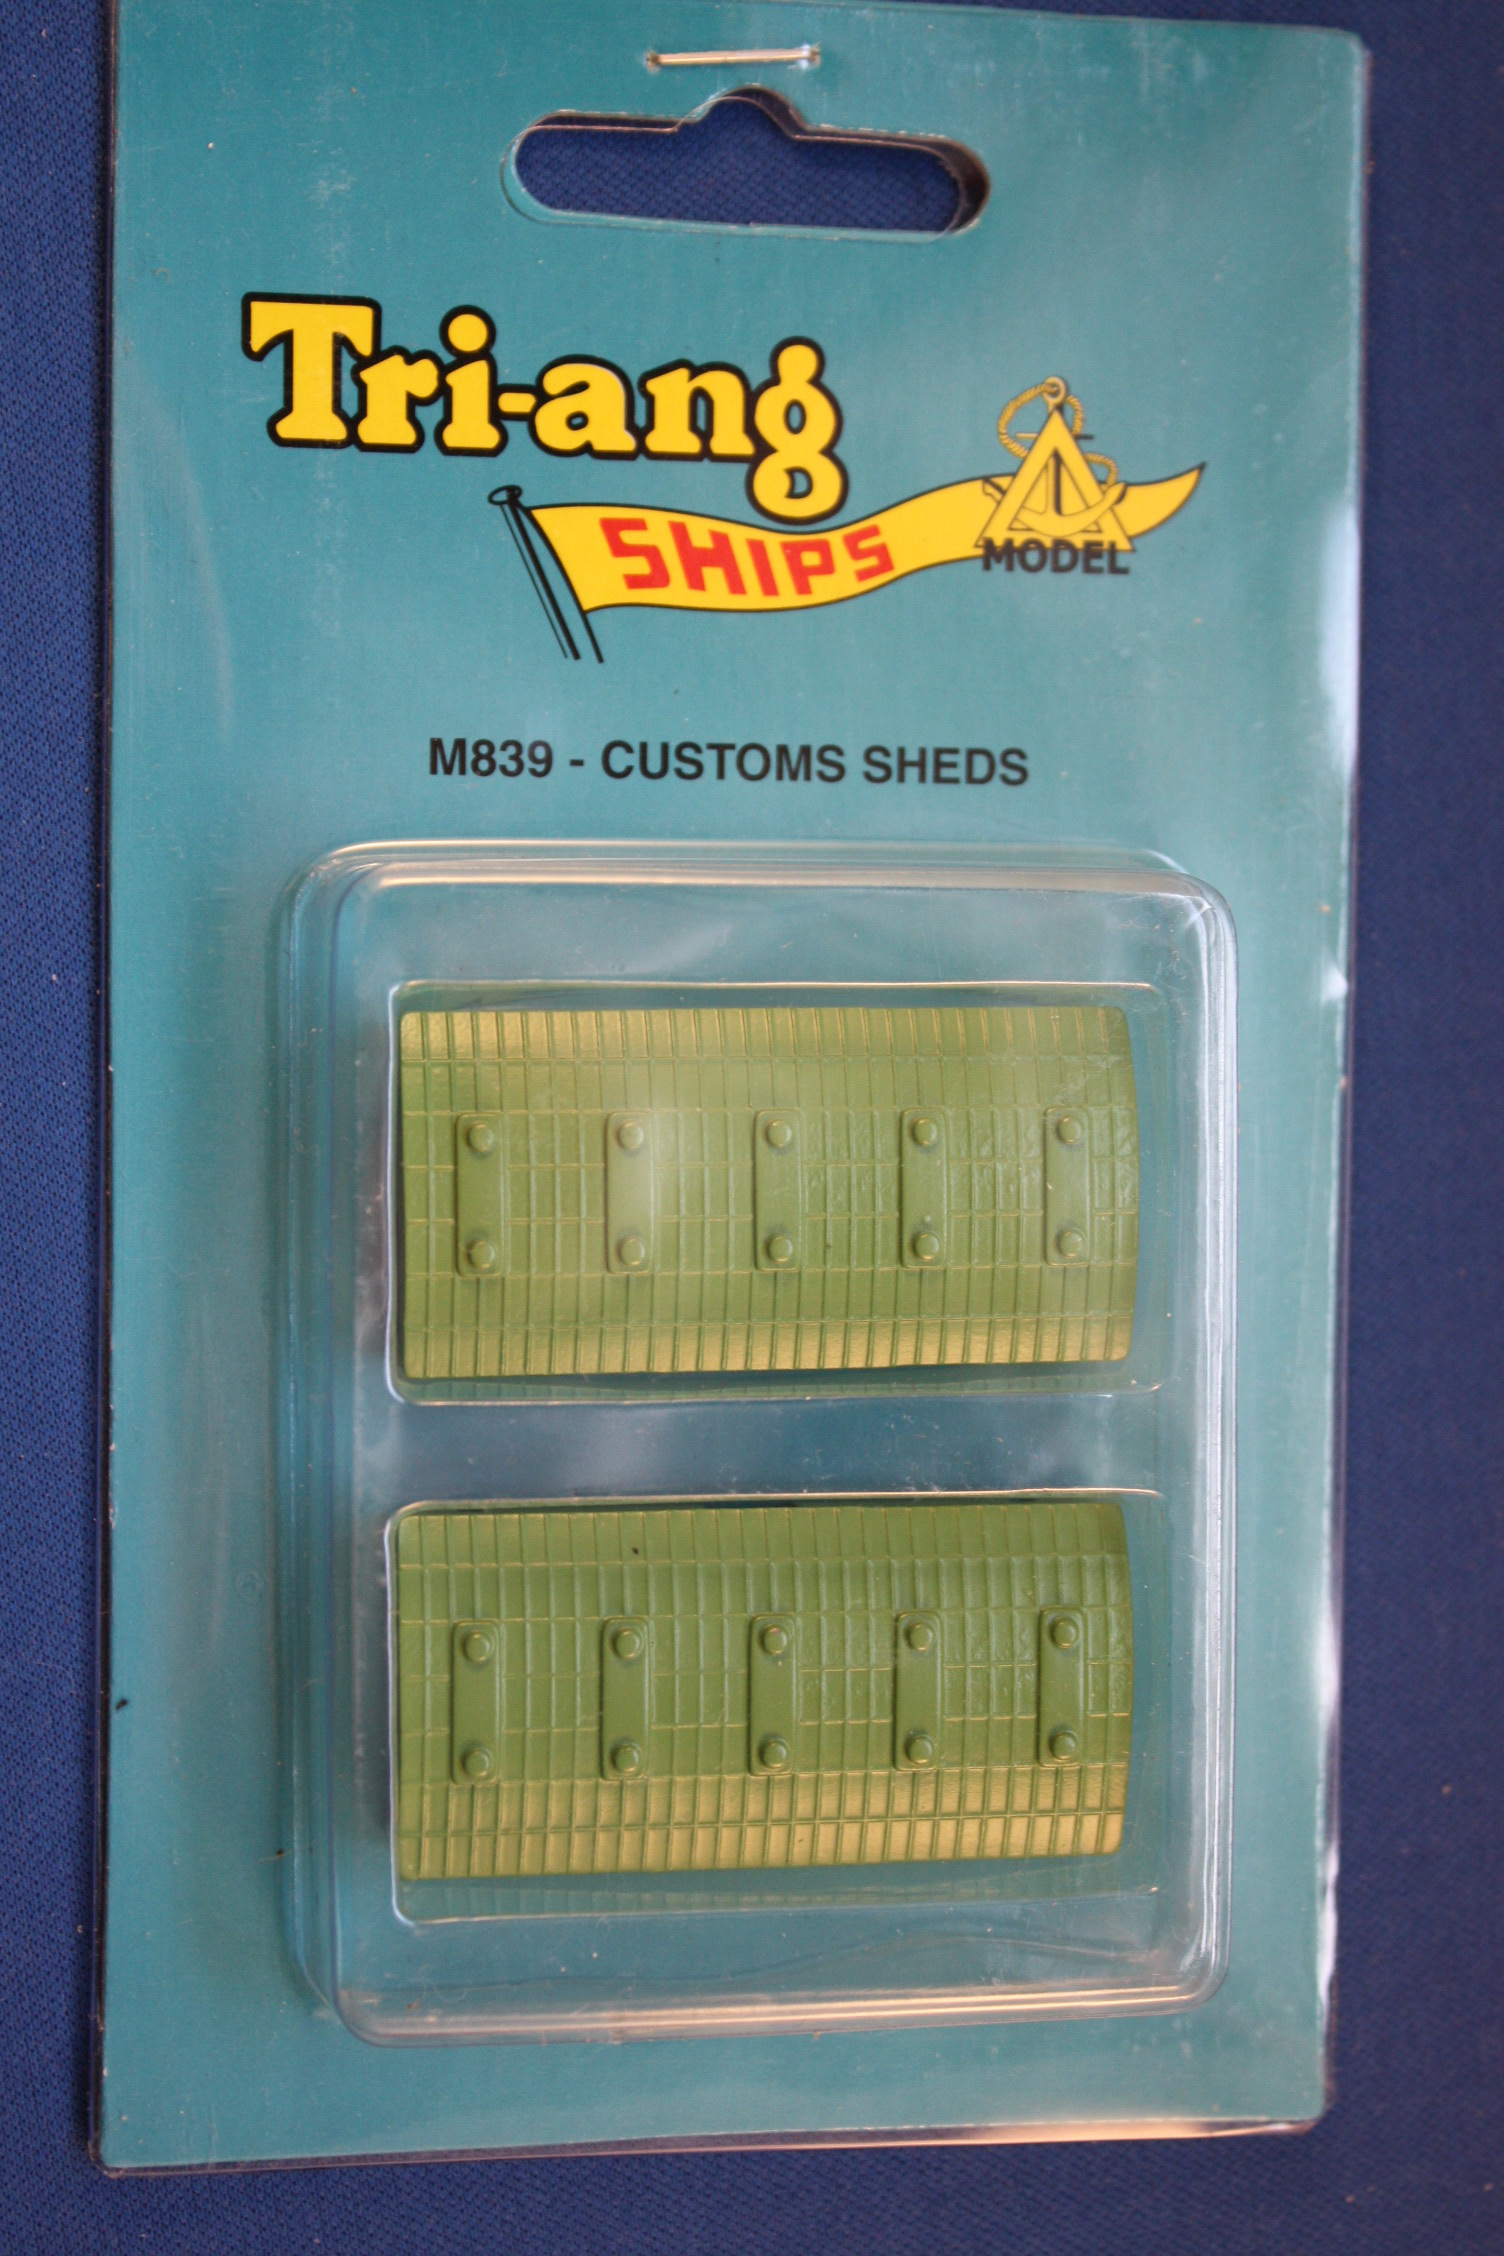 Tri-ang
SHIPS
MODEL
M839 - CUSTOMS SHEDS